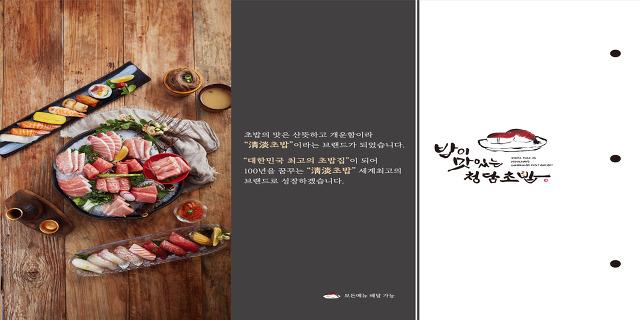 초밥의 맛은 산뜻하고 개운함이라
“淸淡초밥”이라는 브랜드가 되었습니다.
“대한민국 최고의 초밥집”이 되어
100년을 꿈꾸는 “淸淡초밥” 세계최고의
브랜드로 성장하겠습니다.
모든메뉴 배달 가능
밥이
맛있는
청담초밥